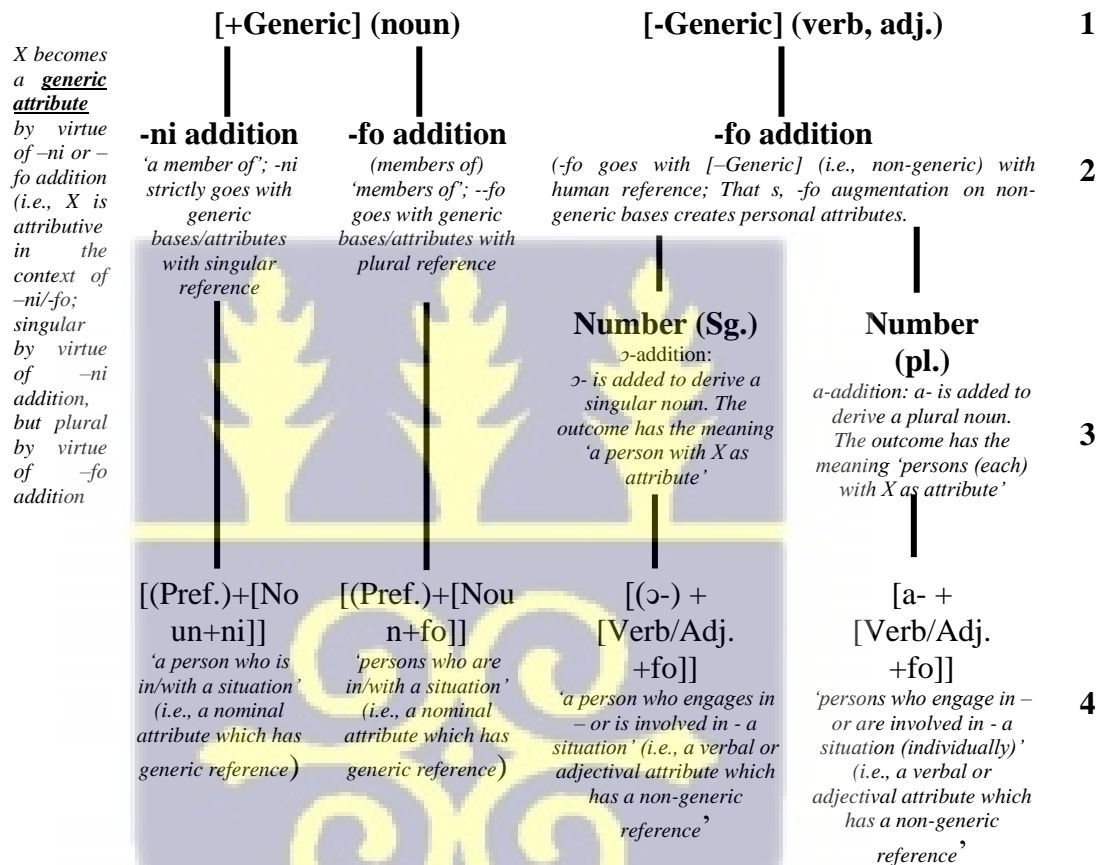 [+Generic] (noun)
[-Generic] (verb, adj.)
1
X becomes
a generic
attribute
by virtue
of –ni or –
fo addition
(i.e., X is
attributive
in the
context of
–ni/-fo;
singular
by virtue
of –ni
addition,
but plural
by virtue
of –fo
addition
-ni addition
‘a member of’; -ni
strictly goes with
generic
bases/attributes
with singular
reference
-fo addition
(members of)
‘members of’; --fo
goes with generic
bases/attributes with
plural reference
-fo addition
(-fo goes with [–Generic] (i.e., non-generic) with
human reference; That s, -fo augmentation on non-
generic bases creates personal attributes.
2
Number (Sg.)
ɔ-addition:
ɔ- is added to derive a
singular noun. The
outcome has the meaning
‘a person with X as
attribute’
Number
(pl.)
a-addition: a- is added to
derive a plural noun.
The outcome has the
meaning ‘persons (each)
with X as attribute’
3
[(Pref.)+[No
un+ni]]
‘a person who is
in/with a situation’
(i.e., a nominal
attribute which has
generic reference)
[(Pref.)+[Nou
n+fo]]
‘persons who are
in/with a situation’
(i.e., a nominal
attribute which has
generic reference)
[(ɔ-) +
[Verb/Adj.
+fo]]
‘a person who engages in
– or is involved in - a
situation’ (i.e., a verbal or
adjectival attribute which
has a non-generic
reference’
[a- +
[Verb/Adj.
+fo]]
‘persons who engage in –
or are involved in - a
situation (individually)’
(i.e., a verbal or
adjectival attribute which
has a non-generic
reference’
4